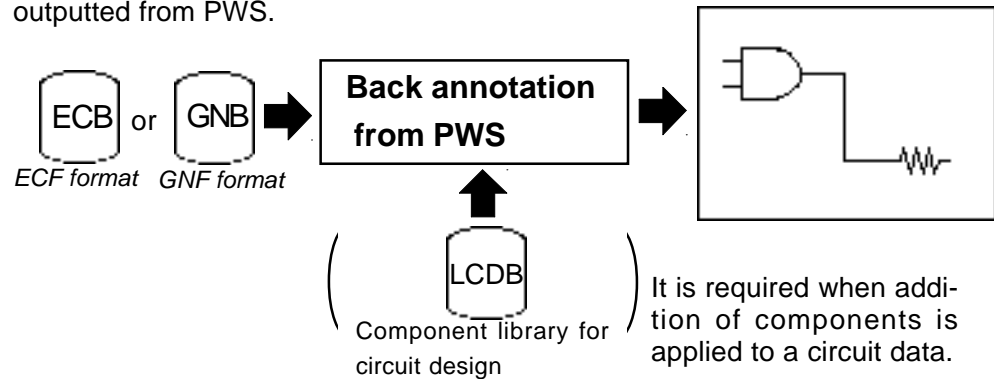 outputted from PWS.
ECB or GNB
ECF format GNF format
Back annotation
from PWS
LCDB
Component library for
circuit design
It is required when addi-
tion of components is
applied to a circuit data.